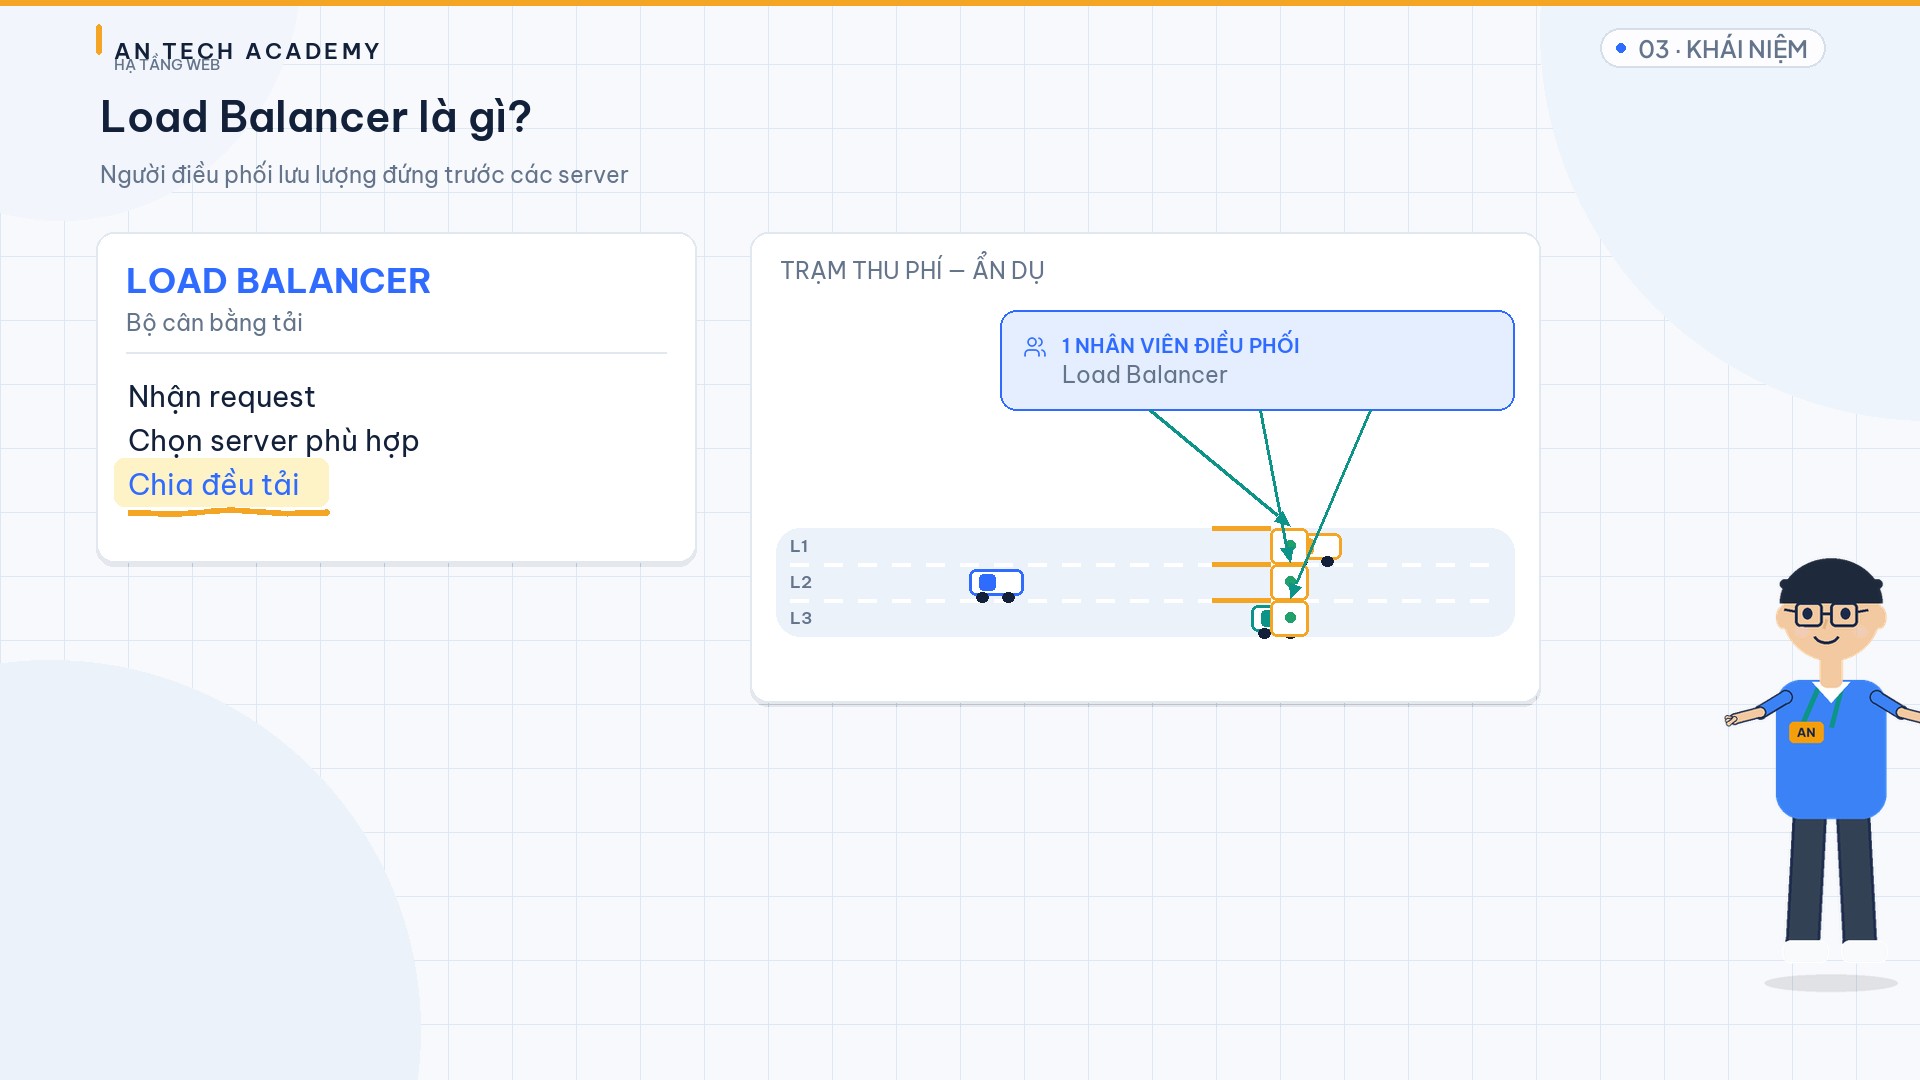 AN TECH ACADEMY
HẠ TẦNG WEB
03 · KHÁI NIỆM
Load Balancer là gì?
Người điều phối lưu lượng đứng trước các server
LOAD BALANCER
Bộ cân bằng tải
Nhận request
Chọn server phù hợp
Chia đều tải
TRẠM THU PHÍ — ẨN DỤ
1 NHÂN VIÊN ĐIỀU PHỐI
Load Balancer
L1
L2
L3
AN